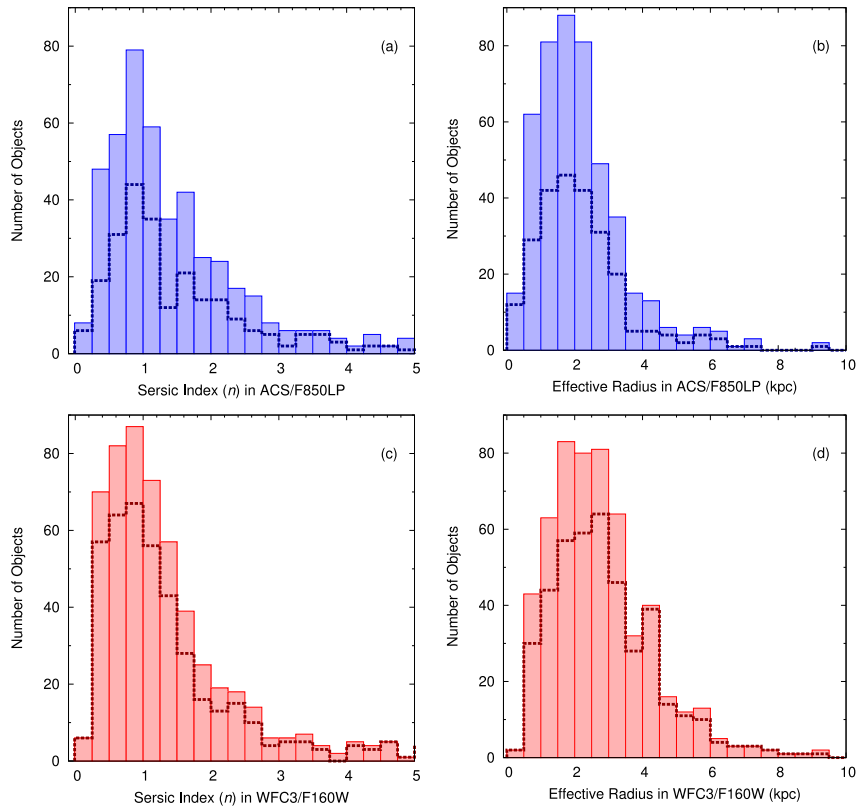 80
60
40
20
0
Number of Objects
(a)
0 1 2 3 4 5
Sersic Index (n) in ACS/F850LP
80
60
40
20
0
Number of Objects
(b)
0 2 4 6 8 10
Effective Radius in ACS/F850LP (kpc)
80
60
40
20
0
Number of Objects
(c)
0 1 2 3 4 5
Sersic Index (n) in WFC3/F160W
80
60
40
20
0
Number of Objects
(d)
0 2 4 6 8 10
Effective Radius in WFC3/F160W (kpc)